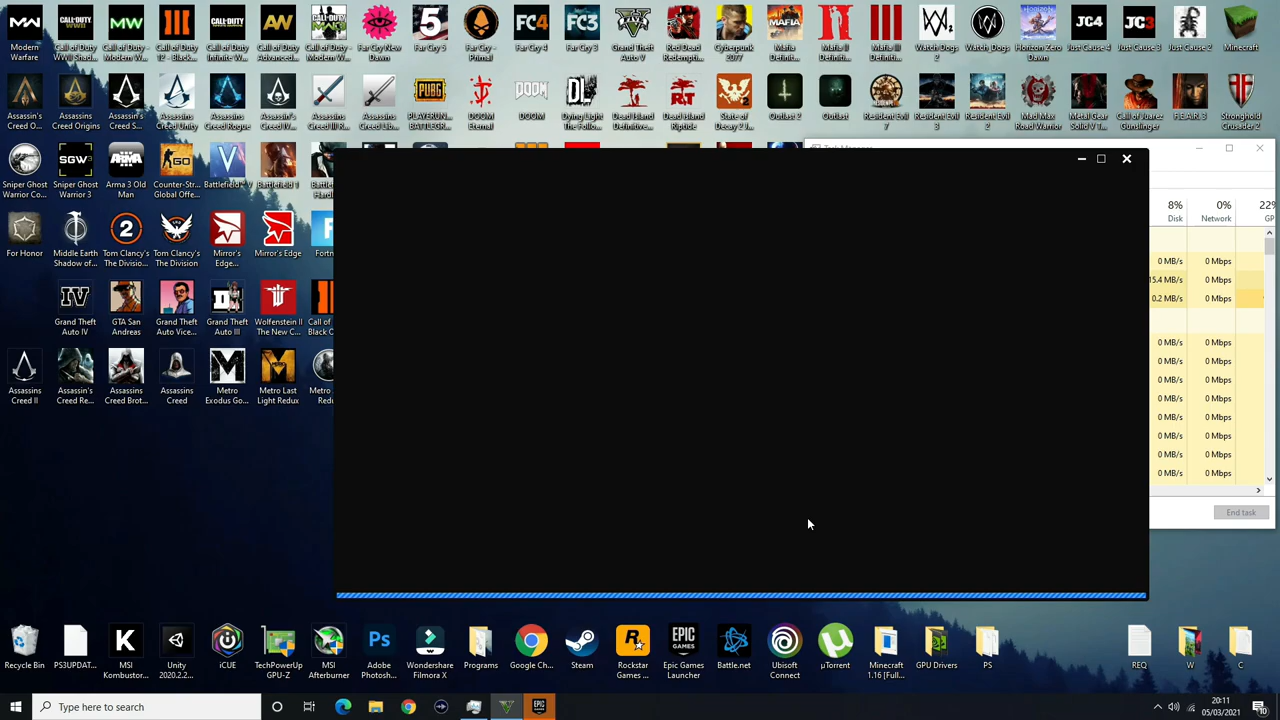 Modern Warfare
Call of Duty WWII Shad...
Call of Duty - Modern W...
Call of Duty 12 - Black...
Call of Duty Infinite W...
Call of Duty Advanced...
Call of Duty - Modern W...
Far Cry New Dawn
Far Cry 5
Far Cry - Primal
Far Cry 4
Far Cry 3
Grand Theft Auto V
Red Dead Redempti...
Cyberpunk 2077
Mafia Definit...
Mafia II Definiti...
Mafia III Definiti...
Watch Dogs 2
Watch_Dogs
Horizon Zero Dawn
Just Cause 4
Just Cause 3
Just Cause 2
Minecraft
Assassin's Creed O...
Assassins Creed Origins
Assassins Creed S...
Assassins Creed Unity
Assassins Creed Rogue
Assassins Creed IV...
Assassins Creed III R...
Assassins Creed Lib...
PLAYERUN... BATTLEGR...
DOOM Eternal
DOOM
Dying Light The Follo...
Dead Island Definitive...
Dead Island Riptide
State of Decay 2 J...
Outlast 2
Outlast
Resident Evil 7
Resident Evil 3
Resident Evil 2
Mad Max Road Warrior
Metal Gear Solid V T...
Call of Juarez Gunslinger
F.E.A.R. 3
Stronghold Crusader 2
Sniper Ghost Warrior Co...
Sniper Ghost Warrior 3
Arma 3 Old Man
Counter-Str... Global Offe...
Battlefield V
Battlefield 1
For Honor
Middle Earth Shadow of...
Tom Clancy's The Division...
Tom Clancy's The Division
Mirror's Edge...
Mirror's Edge
Grand Theft Auto IV
GTA San Andreas
Grand Theft Auto Vice...
Grand Theft Auto III
Wolfenstein II The New C...
Assassins Creed II
Assassin's Creed Re...
Assassins Creed Brot...
Assassins Creed
Metro Exodus Go...
Metro Last Light Redux
8% 0% 22%
Disk Network GP
0 MB/s 0 Mbps
15.4 MB/s 0 Mbps
0.2 MB/s 0 Mbps
0 MB/s 0 Mbps
0 MB/s 0 Mbps
0 MB/s 0 Mbps
0 MB/s 0 Mbps
0 MB/s 0 Mbps
0 MB/s 0 Mbps
0 MB/s 0 Mbps
0 MB/s 0 Mbps
End task
Recycle Bin
PS3UPDAT...
MSI Kombustor...
Unity 2020.2.2...
iCUE
TechPowerUp GPU-Z
MSI Afterburner
Adobe Photosh...
Wondershare Filmora X
Programs
Google Ch...
Steam
Rockstar Games ...
Epic Games Launcher
Battle.net
Ubisoft Connect
µTorrent
Minecraft 1.16 [Full...
GPU Drivers
PS
REQ
W
C
Type here to search
20:11
05/03/2021